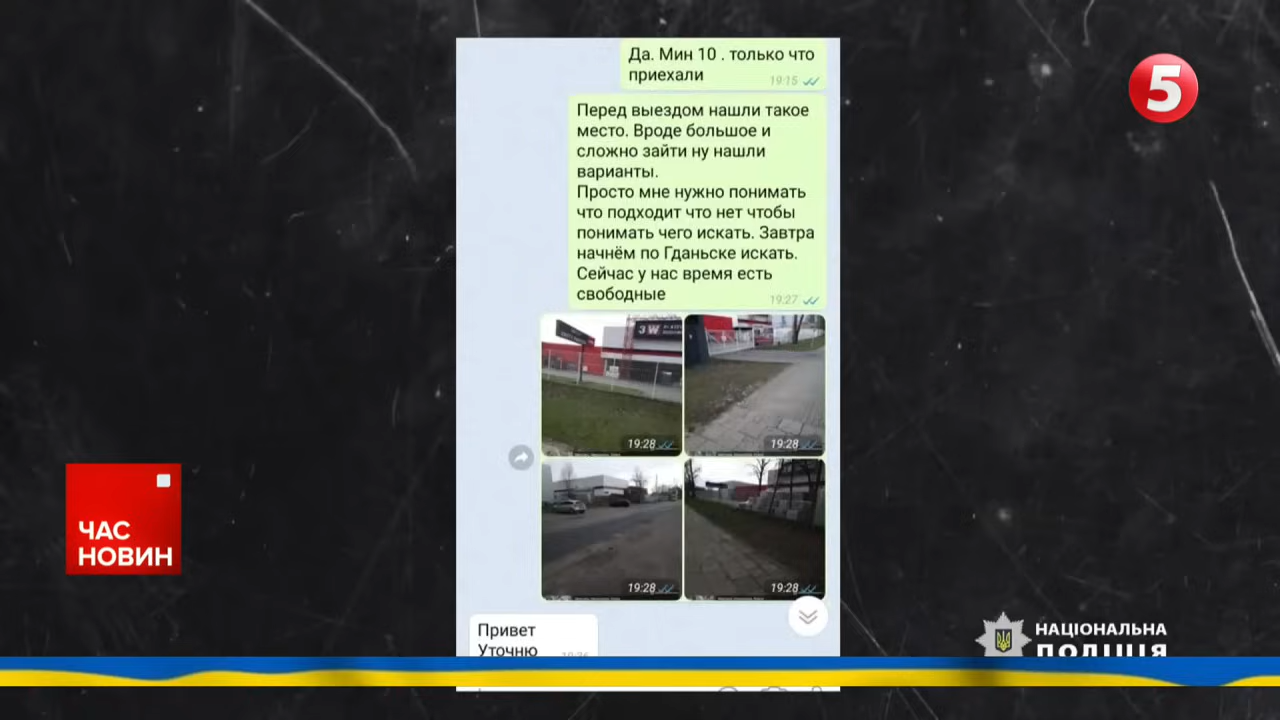 Да. Мин 10 . только что
приехали
19:15
Перед выездом нашли такое
место. Вроде большое и
сложно зайти ну нашли
варианты.
Просто мне нужно понимать
что подходит что нет чтобы
понимать чего искать. Завтра
начнём по Гданьске искать.
Сейчас у нас время есть
свободные
19:27
3W
19:28
19:28
19:28
19:28
Привет
Уточню
5
ЧАС
НОВИН
НАЦІОНАЛЬНА
ПОЛІЦІЯ